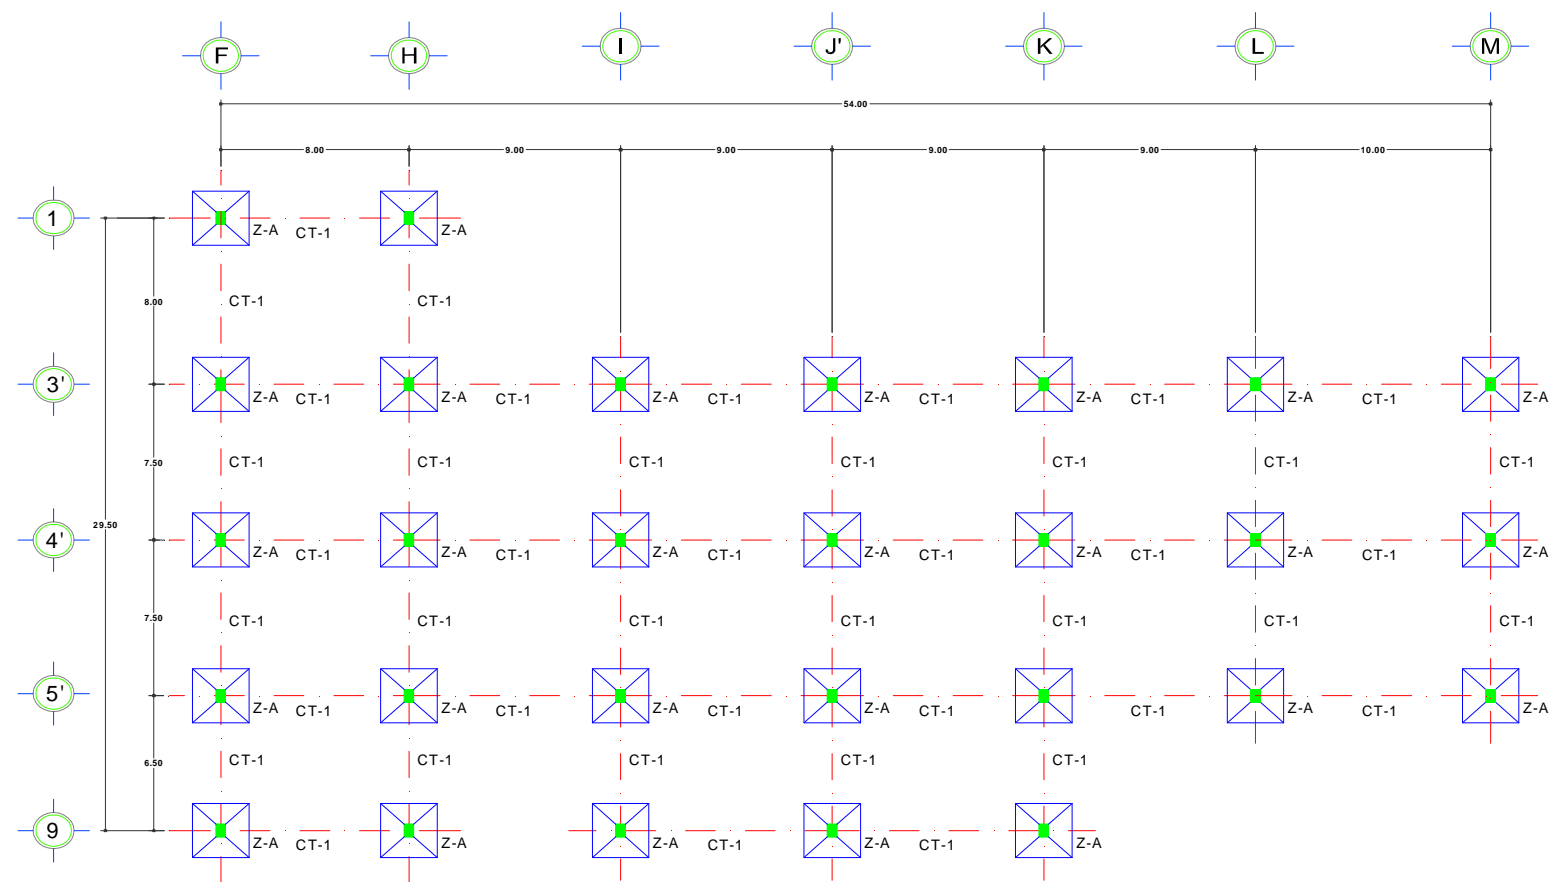 F H I J' K L M
54.00
8.00 9.00 9.00 9.00 9.00 10.00
1 Z-A CT-1 Z-A
8.00 CT-1 CT-1
3' Z-A CT-1 Z-A CT-1 Z-A CT-1 Z-A CT-1 Z-A CT-1 Z-A CT-1 Z-A
7.50 CT-1 CT-1 CT-1 CT-1 CT-1 CT-1 CT-1
29.50
4' Z-A CT-1 Z-A CT-1 Z-A CT-1 Z-A CT-1 Z-A CT-1 Z-A CT-1 Z-A
7.50 CT-1 CT-1 CT-1 CT-1 CT-1 CT-1 CT-1
5' Z-A CT-1 Z-A CT-1 Z-A CT-1 Z-A CT-1 CT-1 Z-A CT-1 Z-A
6.50 CT-1 CT-1 CT-1 CT-1 CT-1
9 Z-A CT-1 Z-A Z-A CT-1 Z-A CT-1 Z-A